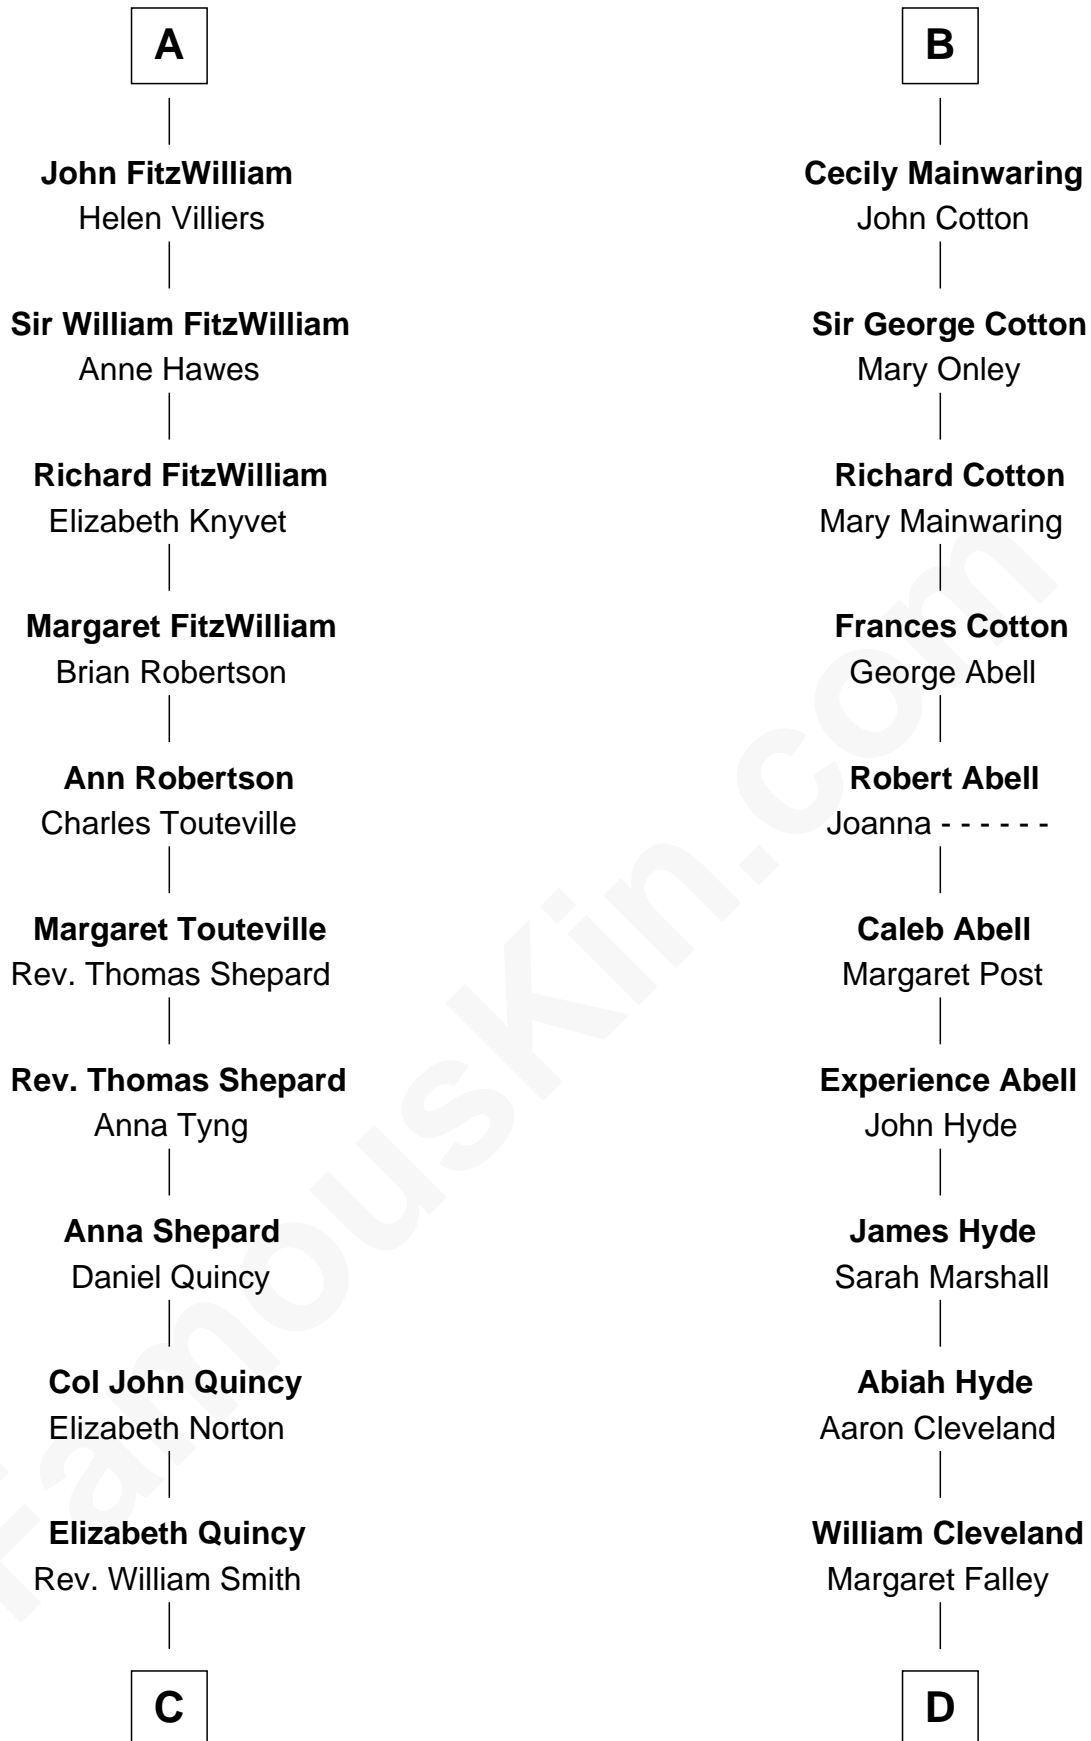 A
John FitzWilliam
Helen Villiers
Sir William FitzWilliam
Anne Hawes
Richard FitzWilliam
Elizabeth Knyvet
Margaret FitzWilliam
Brian Robertson
Ann Robertson
Charles Touteville
Margaret Touteville
Rev. Thomas Shepard
Rev. Thomas Shepard
Anna Tyng
Anna Shepard
Daniel Quincy
Col John Quincy
Elizabeth Norton
Elizabeth Quincy
Rev. William Smith
C
B
Cecily Mainwaring
John Cotton
Sir George Cotton
Mary Onley
Richard Cotton
Mary Mainwaring
Frances Cotton
George Abell
Robert Abell
Joanna - - - - - -
Caleb Abell
Margaret Post
Experience Abell
John Hyde
James Hyde
Sarah Marshall
Abiah Hyde
Aaron Cleveland
William Cleveland
Margaret Falley
D
FamousKin.com